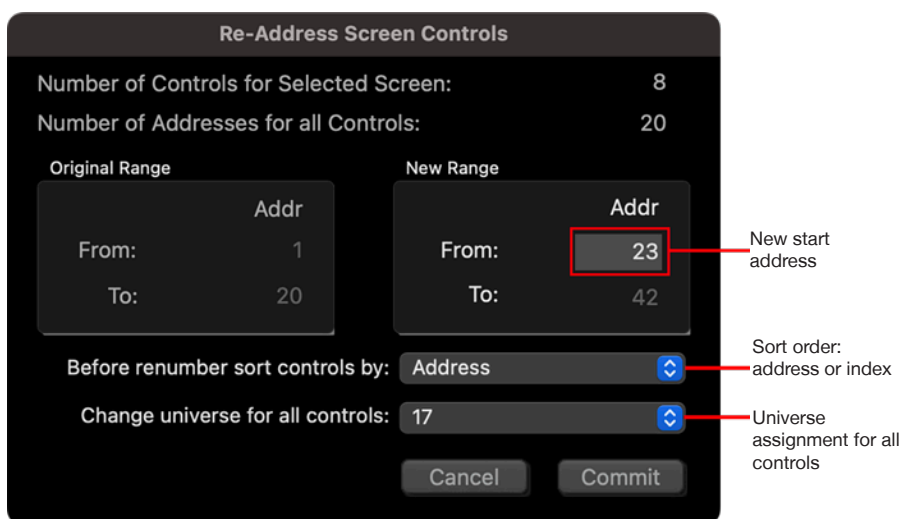 Re-Address Screen Controls
Number of Controls for Selected Screen: 8
Number of Addresses for all Controls: 20
Original Range
Addr
From: 1
To: 20
New Range
Addr
From: 23
To: 42
New start
address
Before renumber sort controls by: Address
Sort order:
address or index
Change universe for all controls: 17
Universe
assignment for all
controls
Cancel Commit